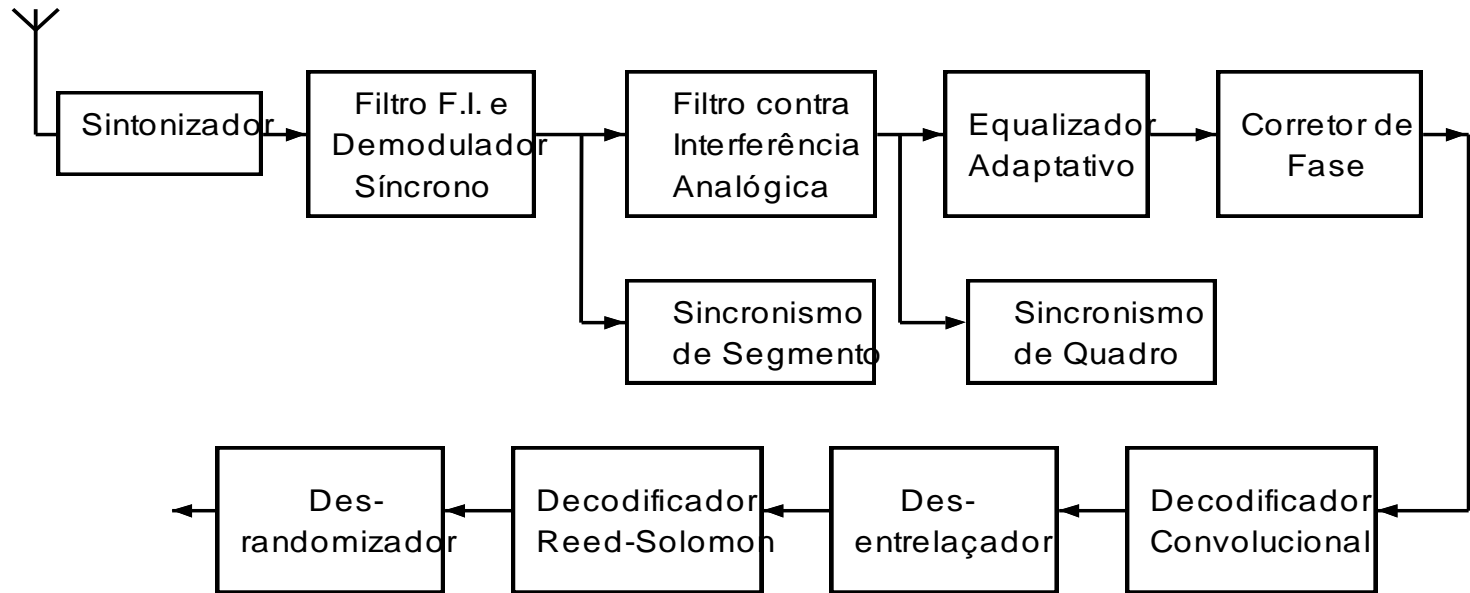 Sintonizador
Filtro F.I. e
Demodulador
Síncrono
Filtro contra
Interferência
Analógica
Equalizador
Adaptativo
Corretor de
Fase
Sincronismo
de Segmento
Sincronismo
de Quadro
Des-
randomizador
Decodificador
Reed-Solomon
Des-
entrelaçador
Decodificador
Convolucional